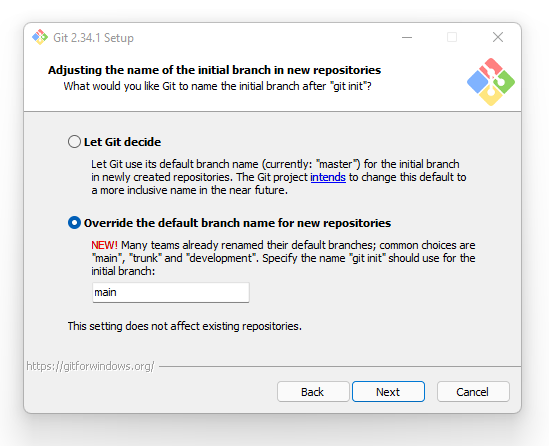 Git 2.34.1 Setup
Adjusting the name of the initial branch in new repositories
What would you like Git to name the initial branch after "git init"?
Let Git decide
Let Git use its default branch name (currently: "master") for the initial branch
in newly created repositories. The Git project intends to change this default to
a more inclusive name in the near future.
Override the default branch name for new repositories
NEW! Many teams already renamed their default branches; common choices are
"main", "trunk" and "development". Specify the name "git init" should use for the
initial branch:
main
This setting does not affect existing repositories.
https://gitforwindows.org/
Back
Next
Cancel